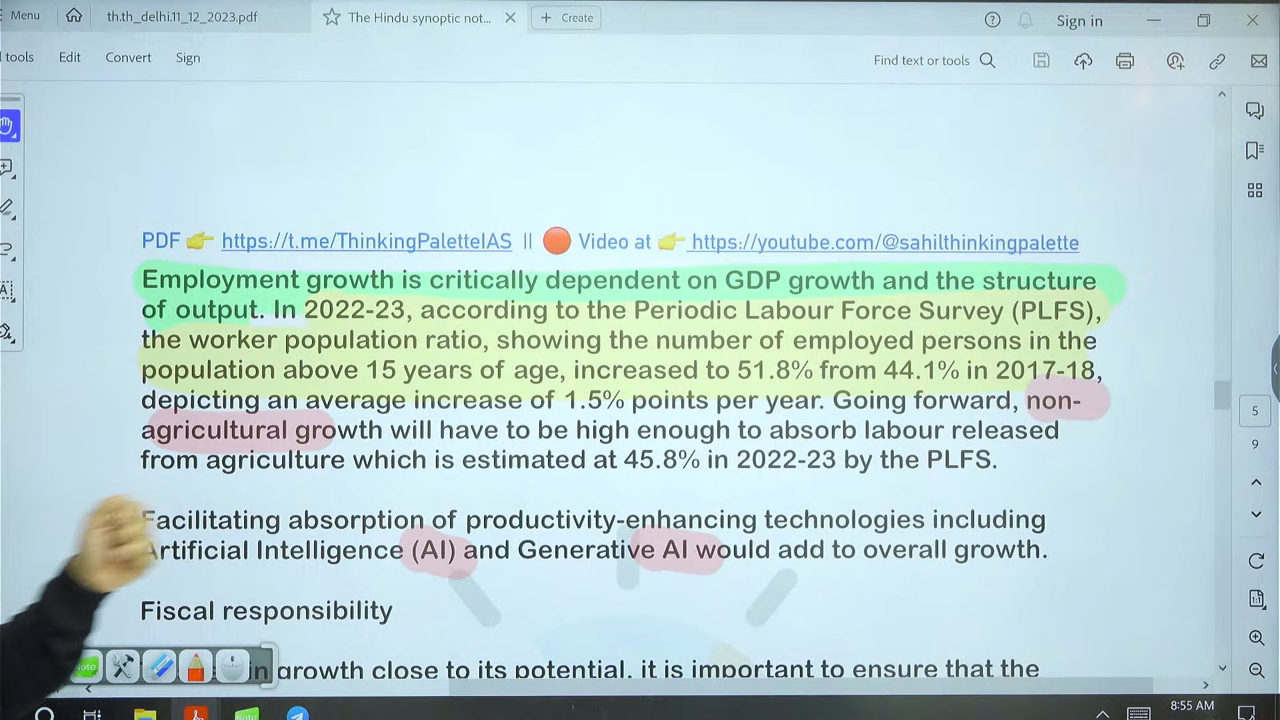 Menu
th.th_delhi.11_12_2023.pdf
The Hindu synoptic not...
Create
Sign in
tools
Edit
Convert
Sign
Find text or tools
PDF 👉 https://t.me/ThinkingPaletteIAS || 🔴 Video at 👉 https://youtube.com/@sahilthinkingpalette
Employment growth is critically dependent on GDP growth and the structure
of output. In 2022-23, according to the Periodic Labour Force Survey (PLFS),
the worker population ratio, showing the number of employed persons in the
population above 15 years of age, increased to 51.8% from 44.1% in 2017-18,
depicting an average increase of 1.5% points per year. Going forward, non-
agricultural growth will have to be high enough to absorb labour released
from agriculture which is estimated at 45.8% in 2022-23 by the PLFS.
Facilitating absorption of productivity-enhancing technologies including
Artificial Intelligence (AI) and Generative AI would add to overall growth.
Fiscal responsibility
in growth close to its potential, it is important to ensure that the
5
9
1:1
Note
Note
8:55 AM